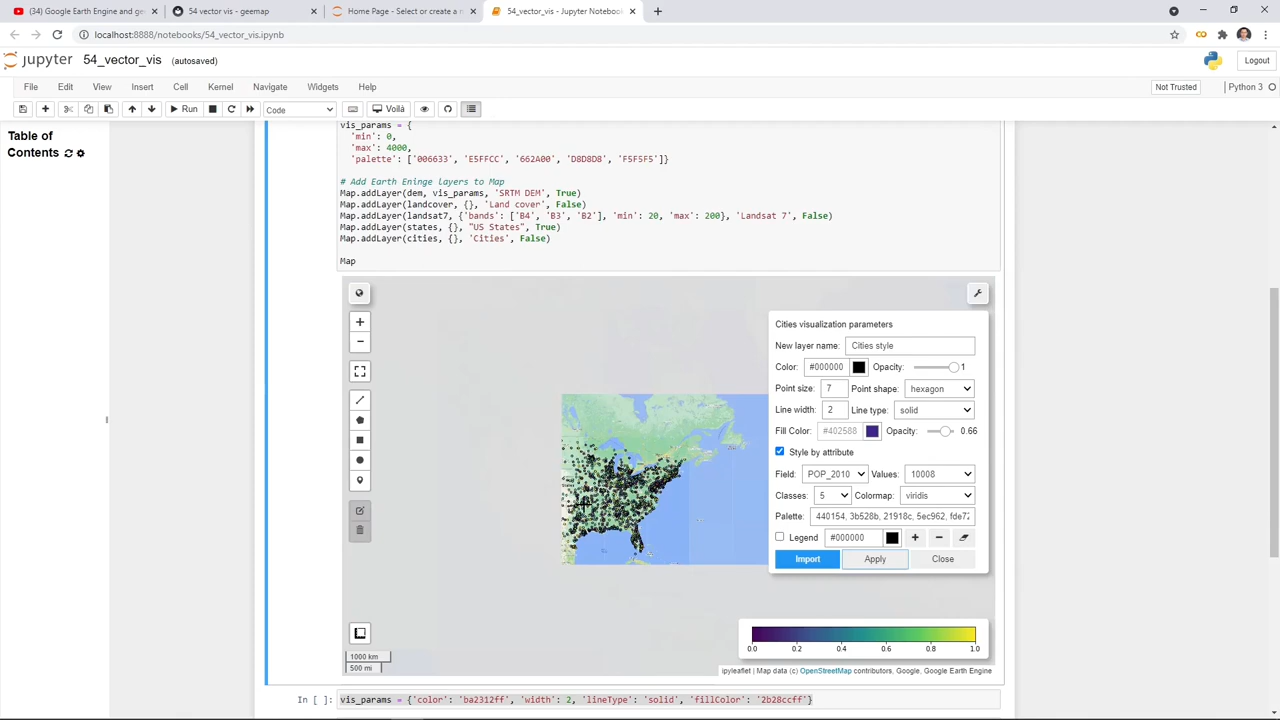 (34) Google Earth Engine and ge
54 vector vis - geemap
Home Page - Select or create a n
54_vector_vis - Jupyter Notebook
localhost:8888/notebooks/54_vector_vis.ipynb
jupyter 54_vector_vis (autosaved)
Logout
File Edit View Insert Cell Kernel Navigate Widgets Help
Not Trusted
Python 3
Run
Code
Voilà
Table of
Contents
vis_params = {
'min': 0,
'max': 4000,
'palette': ['006633', 'E5FFCC', '662A00', 'D8D8D8', 'F5F5F5']}
# Add Earth Eninge layers to Map
Map.addLayer(dem, vis_params, 'SRTM DEM', True)
Map.addLayer(landcover, {}, 'Land cover', False)
Map.addLayer(landsat7, {'bands': ['B4', 'B3', 'B2'], 'min': 20, 'max': 200}, 'Landsat 7', False)
Map.addLayer(states, {}, "US States", True)
Map.addLayer(cities, {}, 'Cities', False)
Map
Cities visualization parameters
New layer name: Cities style
Color: #000000 Opacity: 1
Point size: 7 Point shape: hexagon
Line width: 2 Line type: solid
Fill Color: #402588 Opacity: 0.66
Style by attribute
Field: POP_2010 Values: 10008
Classes: 5 Colormap: viridis
Palette: 440154, 3b528b, 21918c, 5ec962, fde72
Legend #000000
Import Apply Close
0.0 0.2 0.4 0.6 0.8 1.0
1000 km
500 mi
ipyleaflet | Map data (c) OpenStreetMap contributors, Google, Google Earth Engine
In [ ]: vis_params = {'color': 'ba2312ff', 'width': 2, 'lineType': 'solid', 'fillColor': '2b28ccff'}